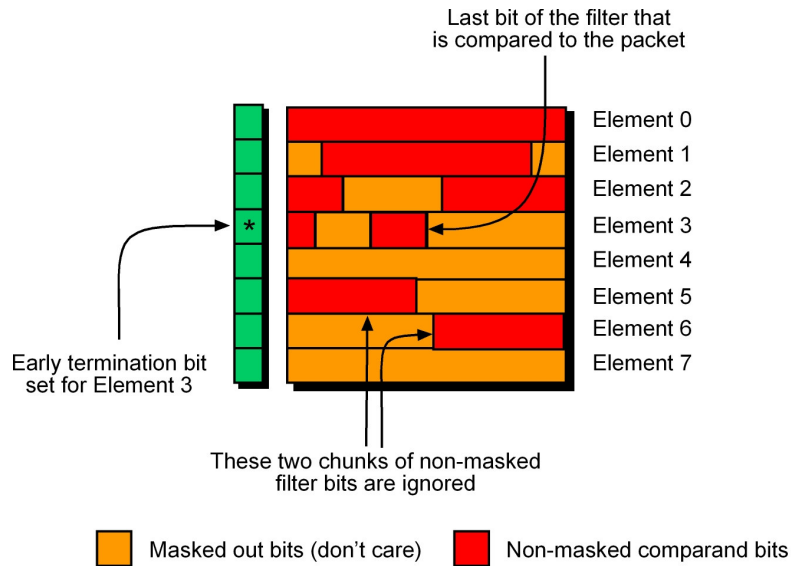 Last bit of the filter that
is compared to the packet
Element 0
Element 1
Element 2
*
Element 3
Element 4
Element 5
Element 6
Element 7
Early termination bit
set for Element 3
These two chunks of non-masked
filter bits are ignored
Masked out bits (don't care)
Non-masked comparand bits